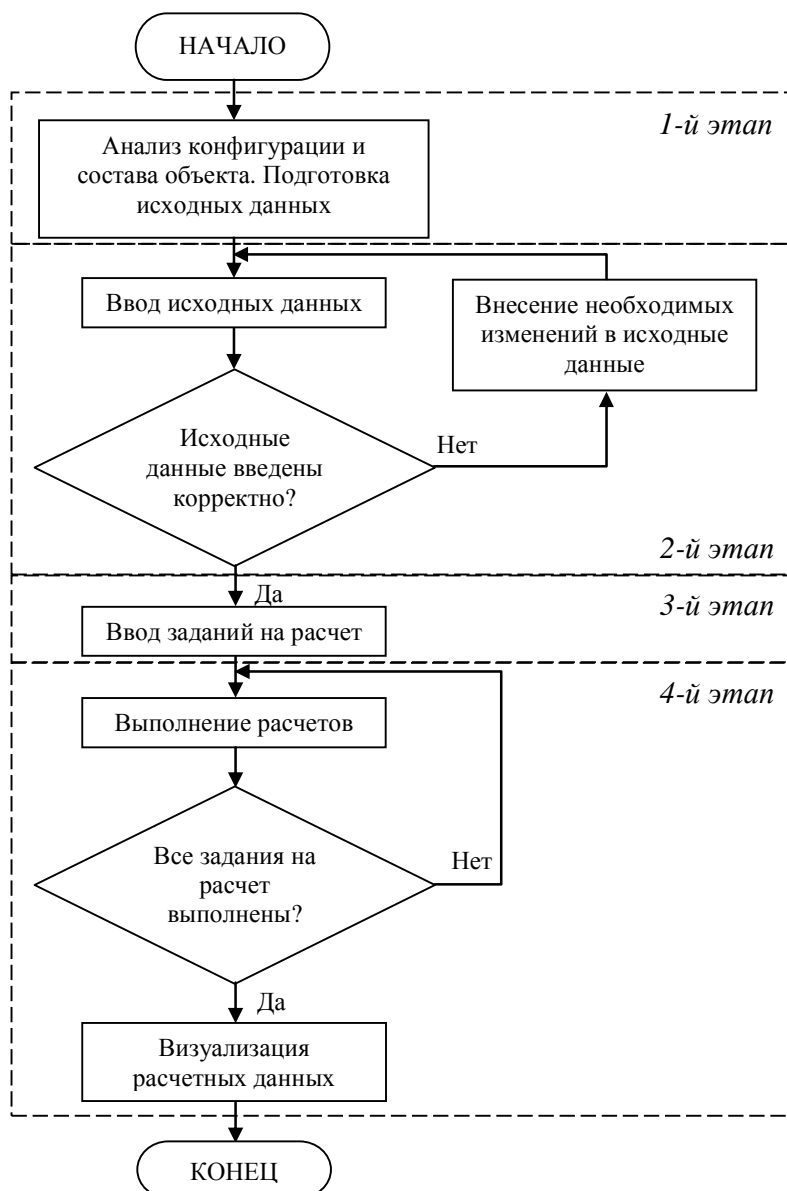 НАЧАЛО
1-й этап
Анализ конфигурации и
состава объекта. Подготовка
исходных данных
Ввод исходных данных
Внесение необходимых
изменений в исходные
данные
Исходные
данные введены
корректно?
Нет
2-й этап
Да
3-й этап
Ввод заданий на расчет
4-й этап
Выполнение расчетов
Все задания на
расчет
выполнены?
Нет
Да
Визуализация
расчетных данных
КОНЕЦ